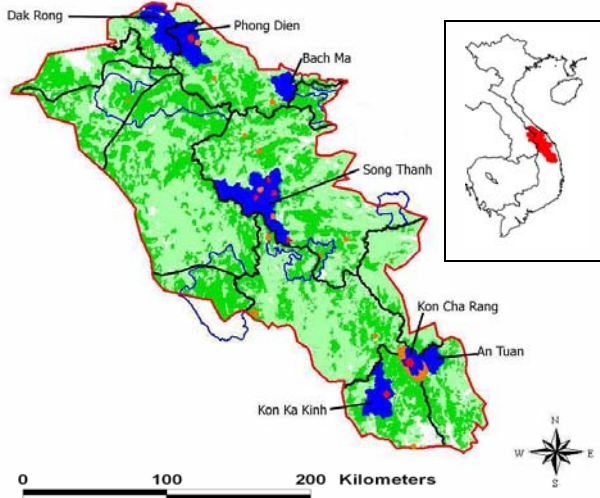 Dak Rong
Phong Dien
Bach Ma
Song Thanh
Kon Cha Rang
An Tuan
Kon Ka Kinh
N
W E
S
0 100 200 Kilometers